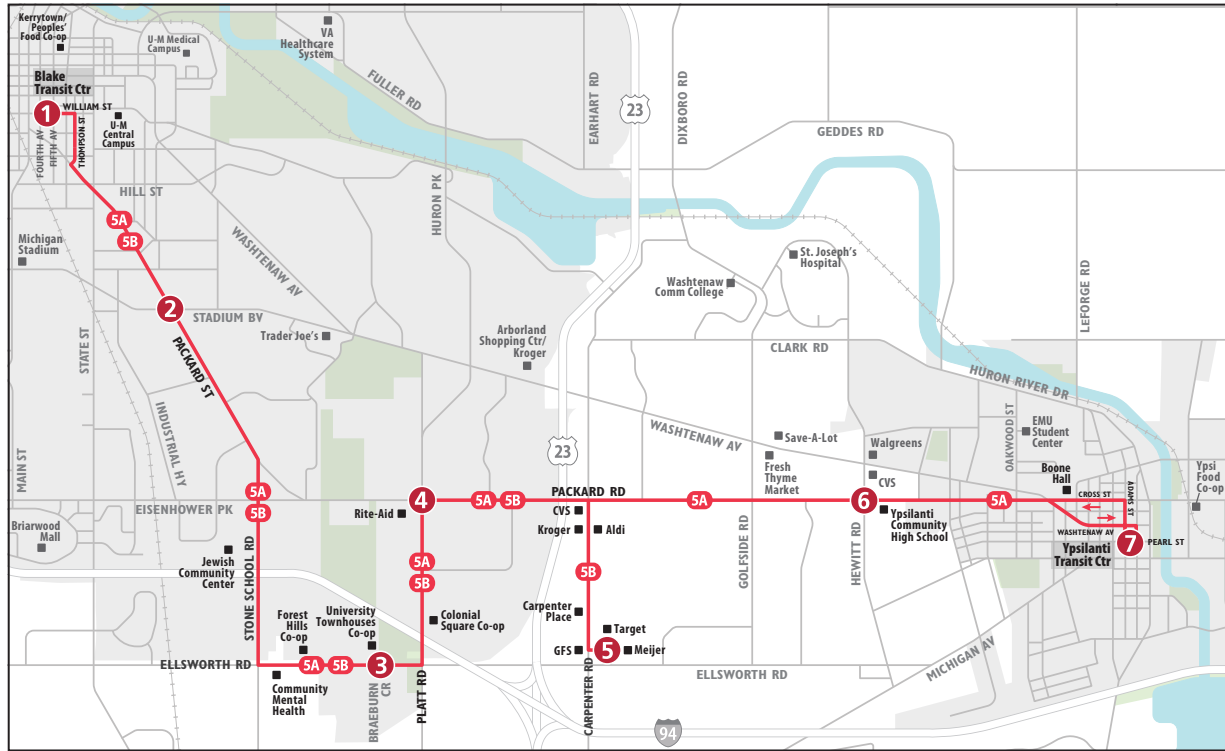 Kerrytown/
Peoples'
Food Co-op
U-M Medical
Campus
VA
Healthcare
System
FULLER RD
EARHART RD
23
DIXBORO RD
GEDDES RD
Blake
Transit Ctr
1
WILLIAM ST
THOMPSON ST
FOURTH AV
FIFTH AV
U-M
Central
Campus
HILL ST
HURON PK
5A
5B
Michigan
Stadium
WASHTENAW AV
St. Joseph's
Hospital
Washtenaw
Comm College
LEFORGE RD
2
STADIUM BV
Trader Joe's
Arborland
Shopping Ctr/
Kroger
CLARK RD
STATE ST
PACKARD ST
HURON RIVER DR
INDUSTRIAL HY
MAIN ST
WASHTENAW AV
23
Save-A-Lot
Fresh
Thyme
Market
Walgreens
CVS
OAKWOOD ST
EMU
Student
Center
Boone
Hall
Ypsi
Food
Co-op
5A
5B
EISENHOWER PK
4
Rite-Aid
5A
5B
PACKARD RD
5A
6
5A
CROSS ST
ADAMS ST
CVS
Kroger
Aldi
Ypsilanti
Community
High School
WASHTENAW AV
7
PEARL ST
Ypsilanti
Transit Ctr
Briarwood
Mall
Jewish
Community
Center
STONE SCHOOL RD
5A
5B
5B
GOLFSIDE RD
HEWITT RD
Forest
Hills
Co-op
University
Townhouses
Co-op
Colonial
Square Co-op
Carpenter
Place
Target
GFS
5
Meijer
MICHIGAN AV
ELLSWORTH RD
5A
5B
3
ELLSWORTH RD
Community
Mental
Health
BRAEBURN
CR
PLATT RD
CARPENTER RD
94